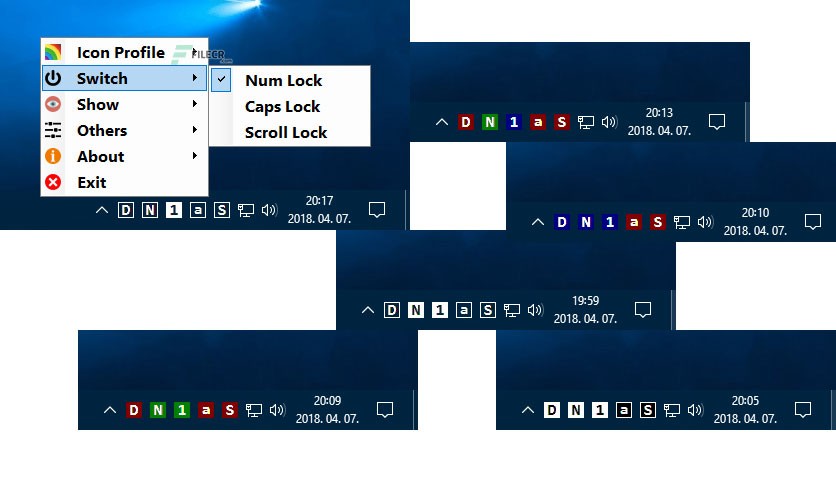 Icon Profile
FILECR
.com
Switch
Show
Others
About
Exit
Num Lock
Caps Lock
Scroll Lock
D N 1 a S
20:17
2018. 04. 07.
D N 1 a S
20:13
2018. 04. 07.
D N 1 a S
20:10
2018. 04. 07.
D N 1 a S
19:59
2018. 04. 07.
D N 1 a S
20:09
2018. 04. 07.
D N 1 a S
20:05
2018. 04. 07.